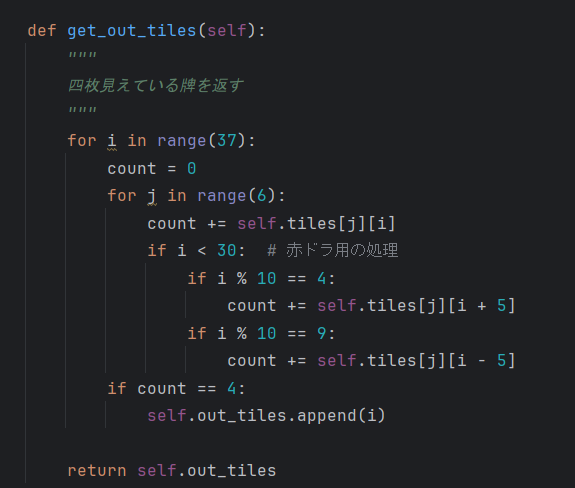 def get_out_tiles(self):
    """
    四枚見えている牌を返す
    """
    for i in range(37):
        count = 0
        for j in range(6):
            count += self.tiles[j][i]
            if i < 30:  # 赤ドラ用の処理
                if i % 10 == 4:
                    count += self.tiles[j][i + 5]
                if i % 10 == 9:
                    count += self.tiles[j][i - 5]
        if count == 4:
            self.out_tiles.append(i)
    return self.out_tiles